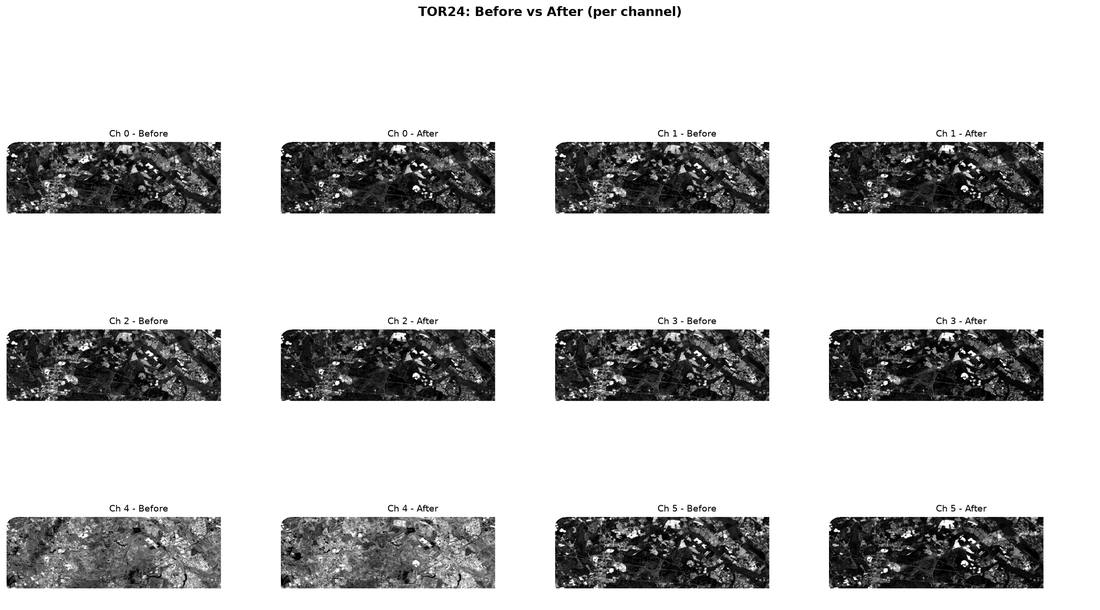 TOR24: Before vs After (per channel)
Ch 0 - Before
Ch 0 - After
Ch 1 - Before
Ch 1 - After
Ch 2 - Before
Ch 2 - After
Ch 3 - Before
Ch 3 - After
Ch 4 - Before
Ch 4 - After
Ch 5 - Before
Ch 5 - After